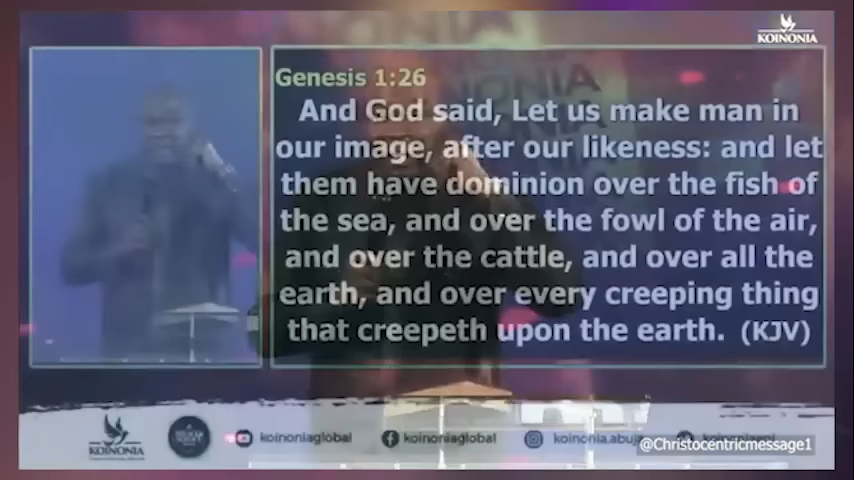 KOINONIA
Genesis 1:26
And God said, Let us make man in
our image, after our likeness: and let
them have dominion over the fish of
the sea, and over the fowl of the air,
and over the cattle, and over all the
earth, and over every creeping thing
that creepeth upon the earth. (KJV)
KOINONIA
koinoniaglobal
koinoniaglobal
koinonia.abuja
@Christocentricmessage1